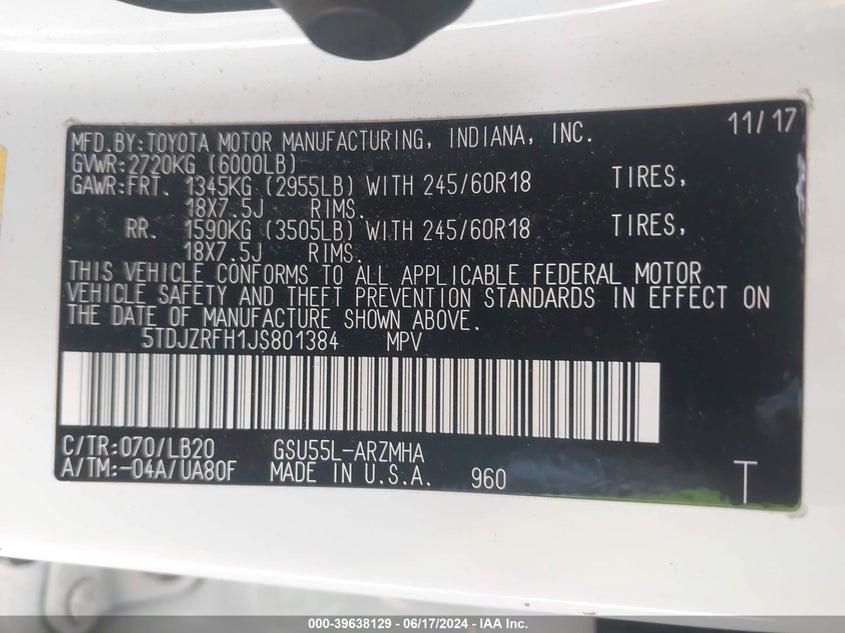 MFD.BY:TOYOTA MOTOR MANUFACTURING, INDIANA, INC. 11/17
GVWR:2720KG (6000LB)
GAWR:FRT. 1345KG (2955LB) WITH 245/60R18 TIRES,
18X7.5J RIMS.
RR. 1590KG (3505LB) WITH 245/60R18 TIRES,
18X7.5J RIMS.
THIS VEHICLE CONFORMS TO ALL APPLICABLE FEDERAL MOTOR
VEHICLE SAFETY AND THEFT PREVENTION STANDARDS IN EFFECT ON
THE DATE OF MANUFACTURE SHOWN ABOVE.
5TDJZRFH1JS801384 MPV
C/TR:070/LB20 GSU55L-ARZMHA
A/TM:-04A/UA80F MADE IN U.S.A. 960 T
000-39638129 - 06/17/2024 - IAA Inc.